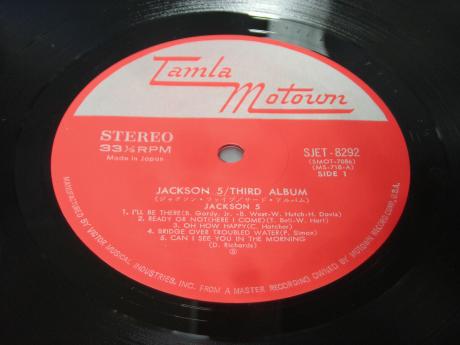 Tamla
Motown
STEREO
33⅓ RPM
Made in Japan
SJET-8292
(SMOT-7086)
(MS-718-A)
SIDE 1
JACKSON 5/THIRD ALBUM
(ジャクソン・ファイブ/サード・アルバム)
JACKSON 5
1. I'LL BE THERE(B. Gordy, Jr.-B. West-W. Hutch-H. Davis)
2. READY OR NOT(HERE I COME)(T. Bell-W. Hart)
3. OH HOW HAPPY(C. Hatcher)
4. BRIDGE OVER TROUBLED WATER(P. Simon)
5. CAN I SEE YOU IN THE MORNING
(D. Richards)
MANUFACTURED BY VICTOR MUSICAL INDUSTRIES, INC. FROM A MASTER RECORDING OWNED BY MOTOWN RECORD CORP., U.S.A.